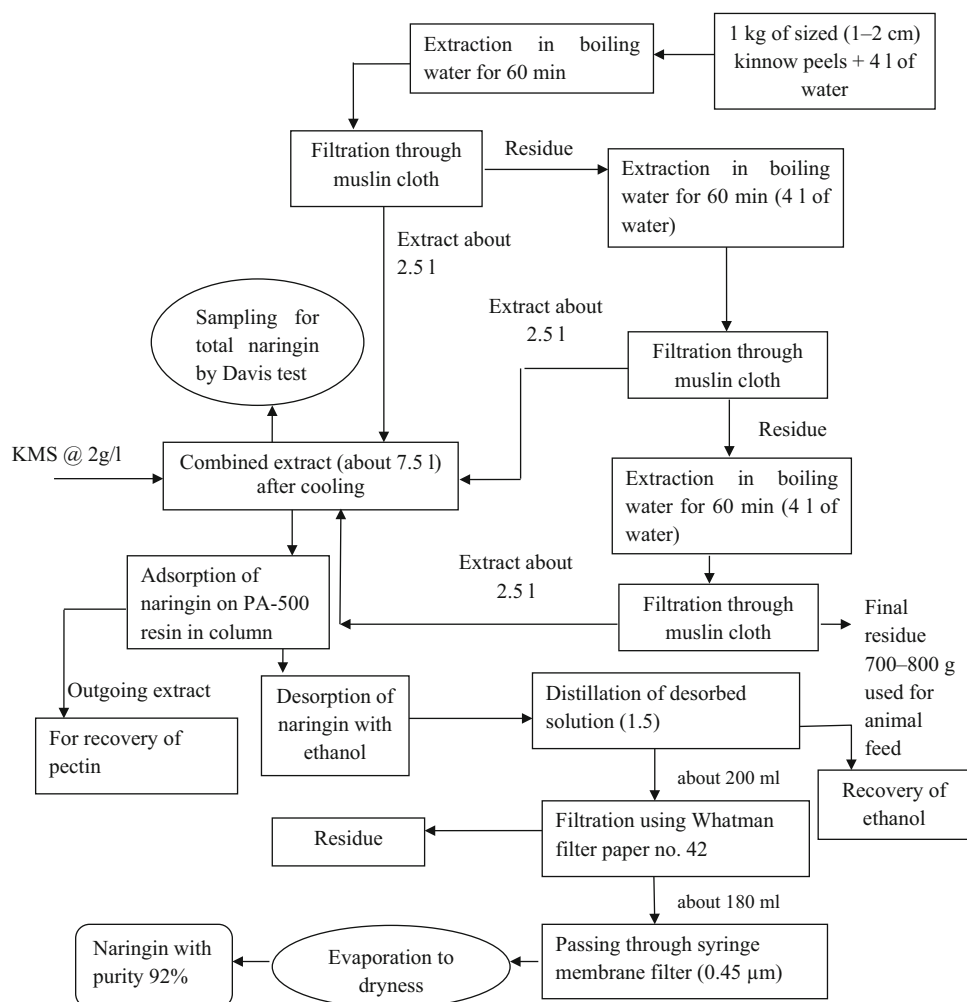 1 kg of sized (1–2 cm)
kinnow peels + 4 l of
water
Extraction in boiling
water for 60 min
Filtration through
muslin cloth
Residue
Extraction in boiling
water for 60 min (4 l of
water)
Extract about
2.5 l
Sampling for
total naringin
by Davis test
Extract about
2.5 l
Filtration through
muslin cloth
Residue
KMS @ 2g/l
Combined extract (about 7.5 l)
after cooling
Extraction in boiling
water for 60 min (4 l of
water)
Extract about
2.5 l
Filtration through
muslin cloth
Final
residue
700–800 g
used for
animal
feed
Adsorption of
naringin on PA-500
resin in column
Outgoing extract
For recovery of
pectin
Desorption of
naringin with
ethanol
Distillation of desorbed
solution (1.5)
Recovery of
ethanol
about 200 ml
Filtration using Whatman
filter paper no. 42
Residue
about 180 ml
Passing through syringe
membrane filter (0.45 µm)
Evaporation to
dryness
Naringin with
purity 92%